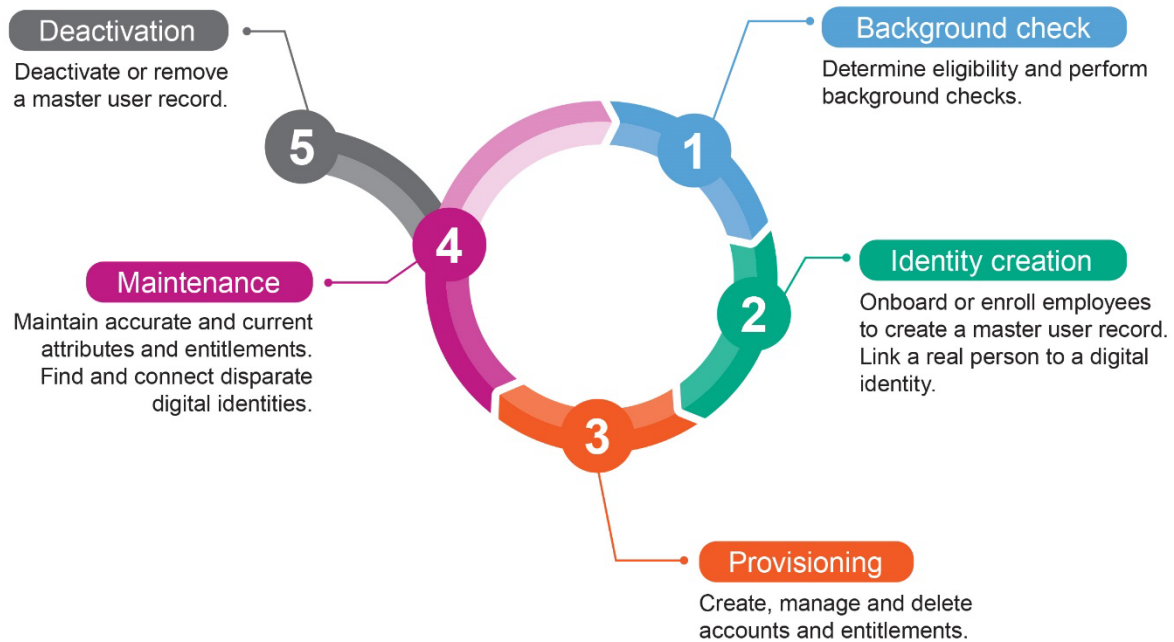 Background check
Determine eligibility and perform
background checks.
1
Identity creation
Onboard or enroll employees
to create a master user record.
Link a real person to a digital
identity.
2
Provisioning
Create, manage and delete
accounts and entitlements.
3
Maintenance
Maintain accurate and current
attributes and entitlements.
Find and connect disparate
digital identities.
4
Deactivation
Deactivate or remove
a master user record.
5